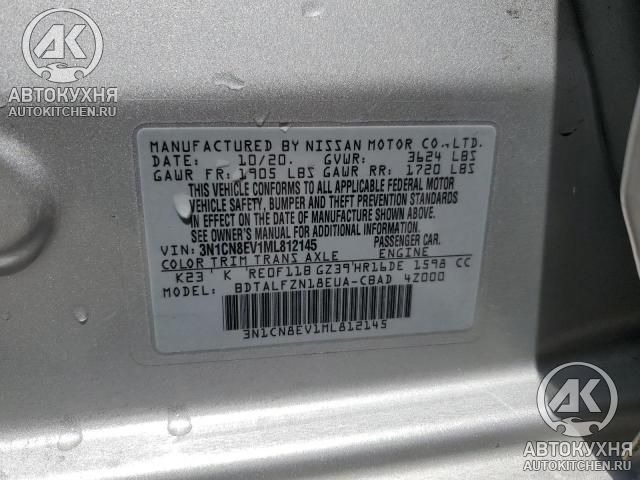 AK
АВТОКУХНЯ
AUTOKITCHEN.RU
MANUFACTURED BY NISSAN MOTOR CO., LTD.
DATE: 10/20. GVWR: 3624 LBS
GAWR FR: 1905 LBS GAWR RR: 1720 LBS
THIS VEHICLE CONFORMS TO ALL APPLICABLE FEDERAL MOTOR
VEHICLE SAFETY, BUMPER AND THEFT PREVENTION STANDARDS
IN EFFECT ON THE DATE OF MANUFACTURE SHOWN ABOVE.
SEE OWNER'S MANUAL FOR ADDITIONAL INFORMATION.
VIN: 3N1CN8EV1ML812145 PASSENGER CAR.
COLOR TRIM TRANS AXLE ENGINE
K23 K RE0F11B GZ39 HR16DE 1598 CC
MODEL: BDTALFZN18EUA-CBAD 4Z000
3N1CN8EV1ML812145
AK
АВТОКУХНЯ
AUTOKITCHEN.RU